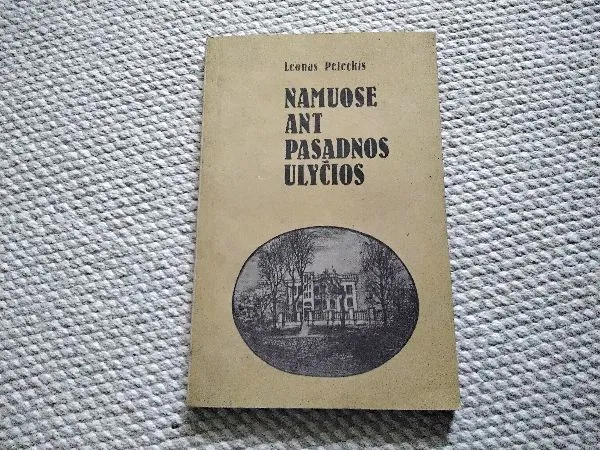 Leonas Peleckis
NAMUOSE
ANT
PASADNOS
ULYČIOS